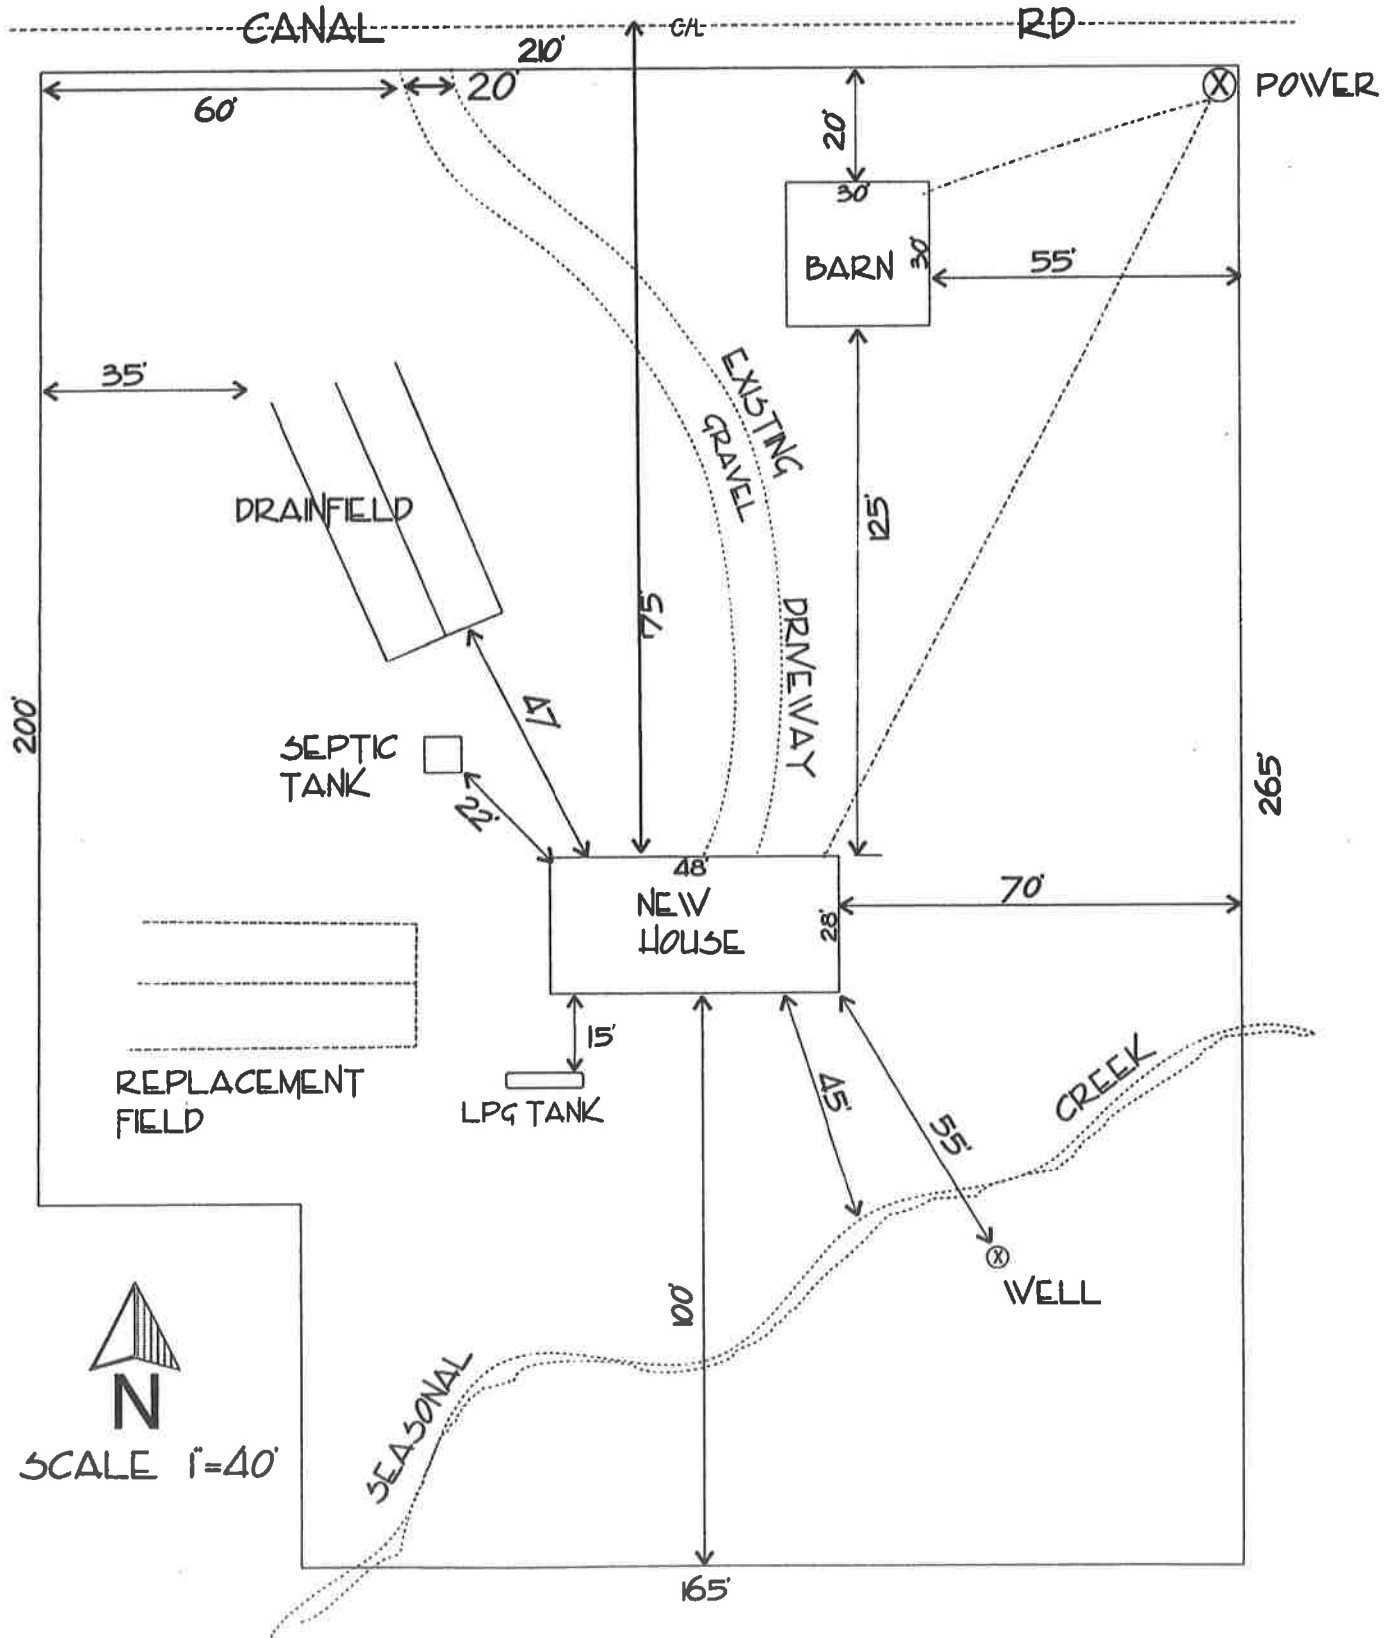 CANAL
C/L
RD
210'
60'
20'
20'
POWER
30'
30'
BARN
55'
35'
EXISTING
GRAVEL
DRIVEWAY
DRAINFIELD
125'
75'
47'
200'
265'
SEPTIC
TANK
22'
48'
NEW
HOUSE
28'
70'
15'
REPLACEMENT
FIELD
LPG TANK
45'
55'
CREEK
WELL
100'
SEASONAL
N
SCALE 1"=40'
165'